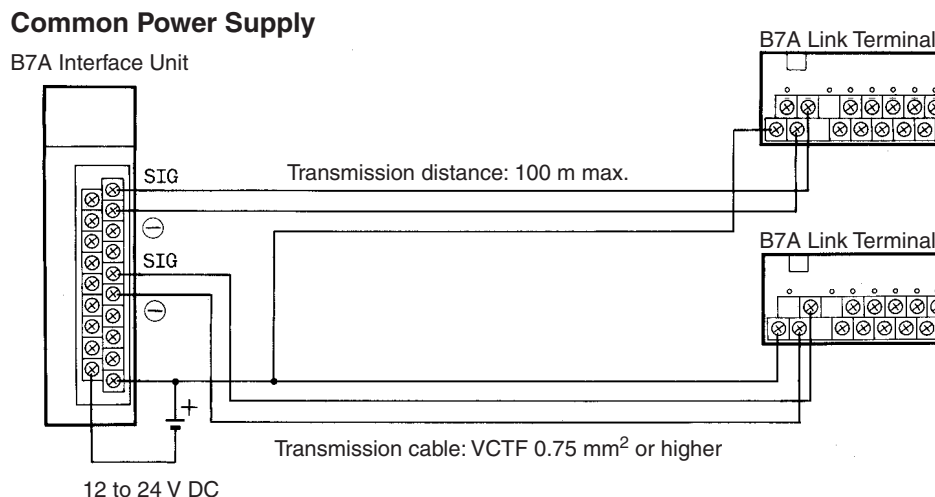 Common Power Supply
B7A Interface Unit
B7A Link Terminal
SIG
Transmission distance: 100 m max.
⊖
SIG
B7A Link Terminal
⊖
+
Transmission cable: VCTF 0.75 mm² or higher
12 to 24 V DC